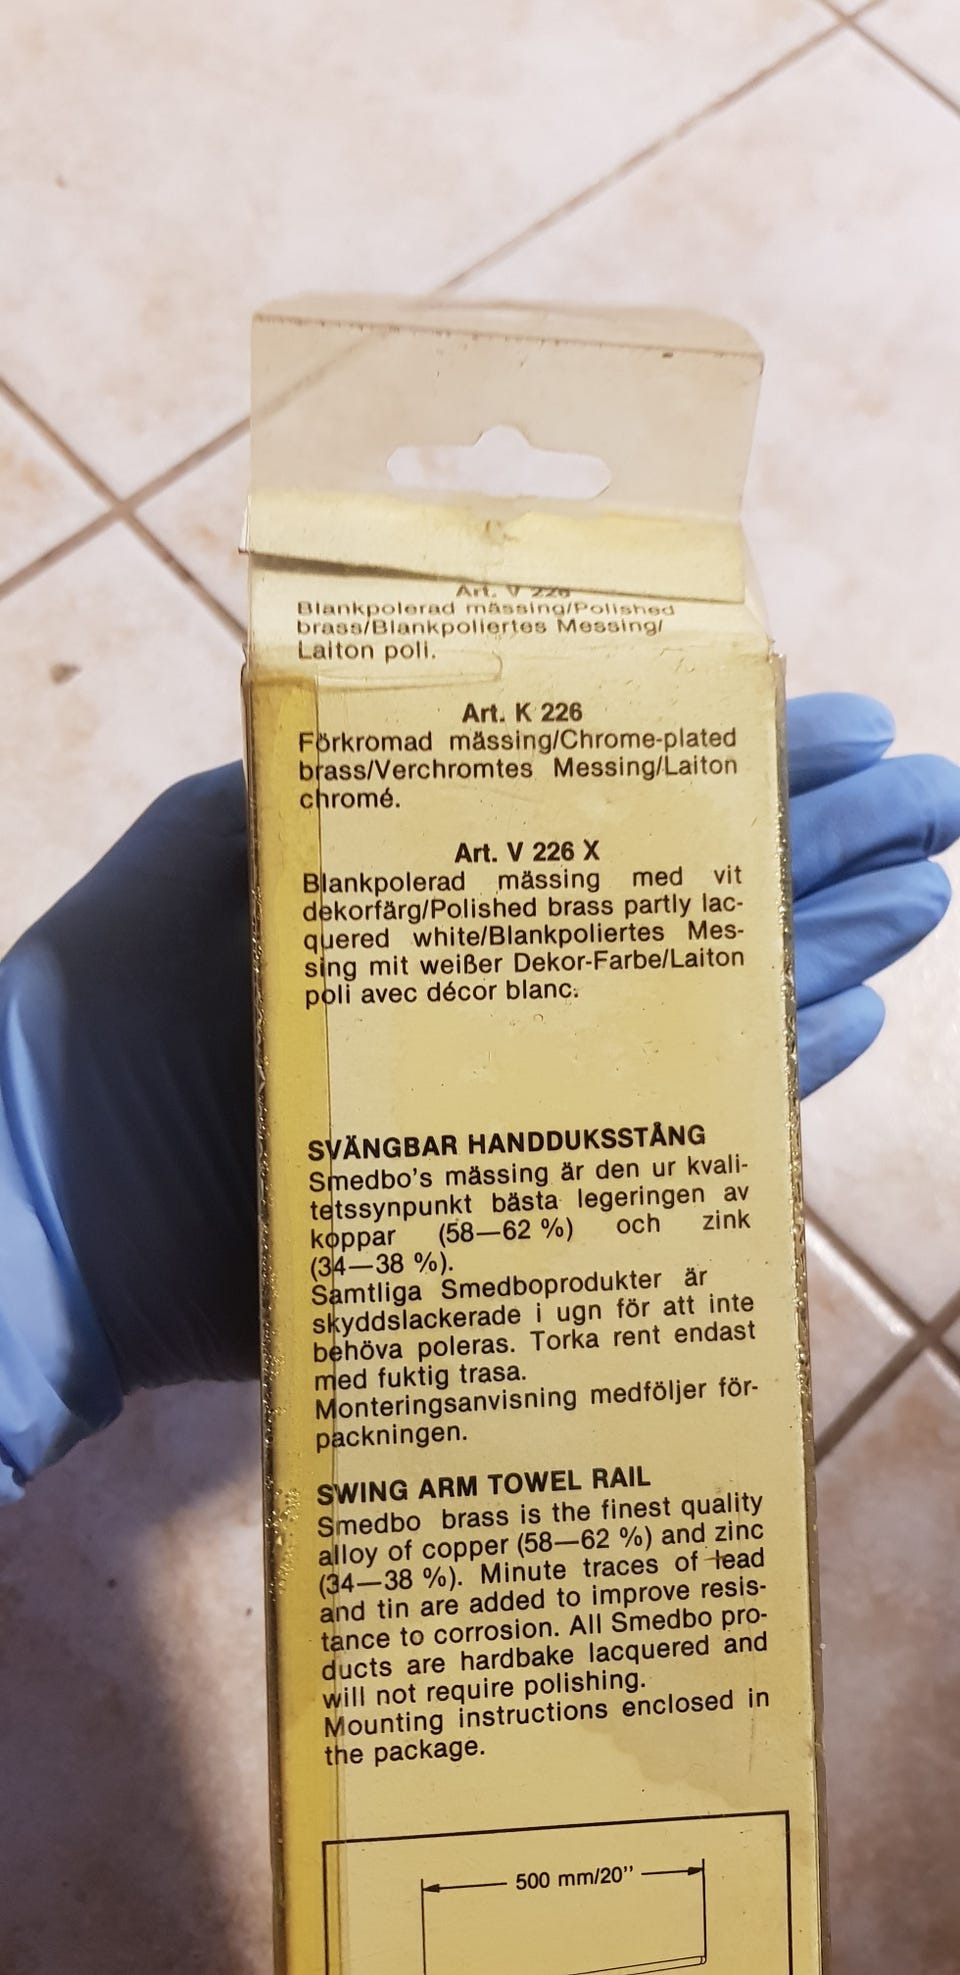 Art. V 226
Blankpolerad mässing/Polished
brass/Blankpoliertes Messing/
Laiton poli.
Art. K 226
Förkromad mässing/Chrome-plated
brass/Verchromtes Messing/Laiton
chromé.
Art. V 226 X
Blankpolerad mässing med vit
dekorfärg/Polished brass partly lac-
quered white/Blankpoliertes Mes-
sing mit weißer Dekor-Farbe/Laiton
poli avec décor blanc.
SVÄNGBAR HANDDUKSSTÅNG
Smedbo's mässing är den ur kvali-
tetssynpunkt bästa legeringen av
koppar (58—62 %) och zink
(34—38 %).
Samtliga Smedboprodukter är
skyddslackerade i ugn för att inte
behöva poleras. Torka rent endast
med fuktig trasa.
Monteringsanvisning medföljer för-
packningen.
SWING ARM TOWEL RAIL
Smedbo brass is the finest quality
alloy of copper (58—62 %) and zinc
(34—38 %). Minute traces of lead
and tin are added to improve resis-
tance to corrosion. All Smedbo pro-
ducts are hardbake lacquered and
will not require polishing.
Mounting instructions enclosed in
the package.
500 mm/20"